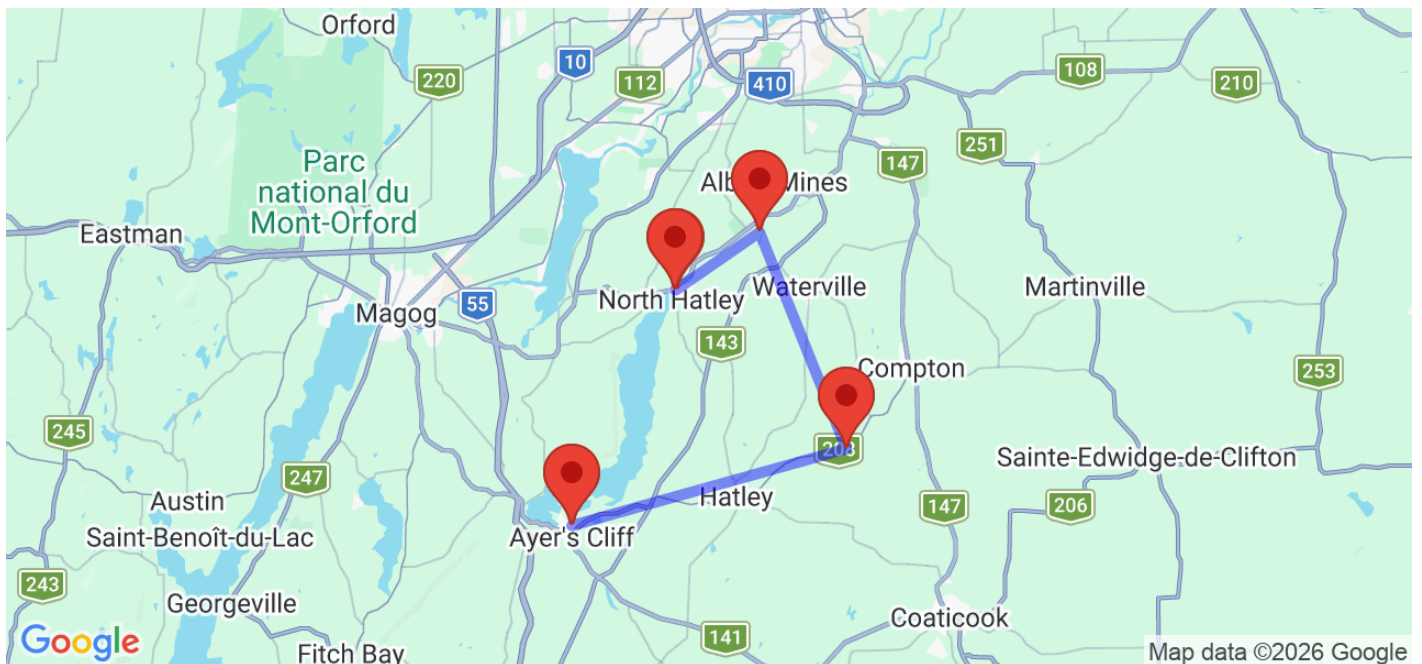 Orford
10
220
112
410
108
210
251
147
Parc
national du
Mont-Orford
Eastman
North Hatley
Waterville
Martinville
Magog
55
143
Compton
253
245
247
Sainte-Edwidge-de-Clifton
Austin
Hatley
147
206
Saint-Benoît-du-Lac
Ayer's Cliff
243
Georgeville
Coaticook
141
Fitch Bay
Google
Map data ©2026 Google